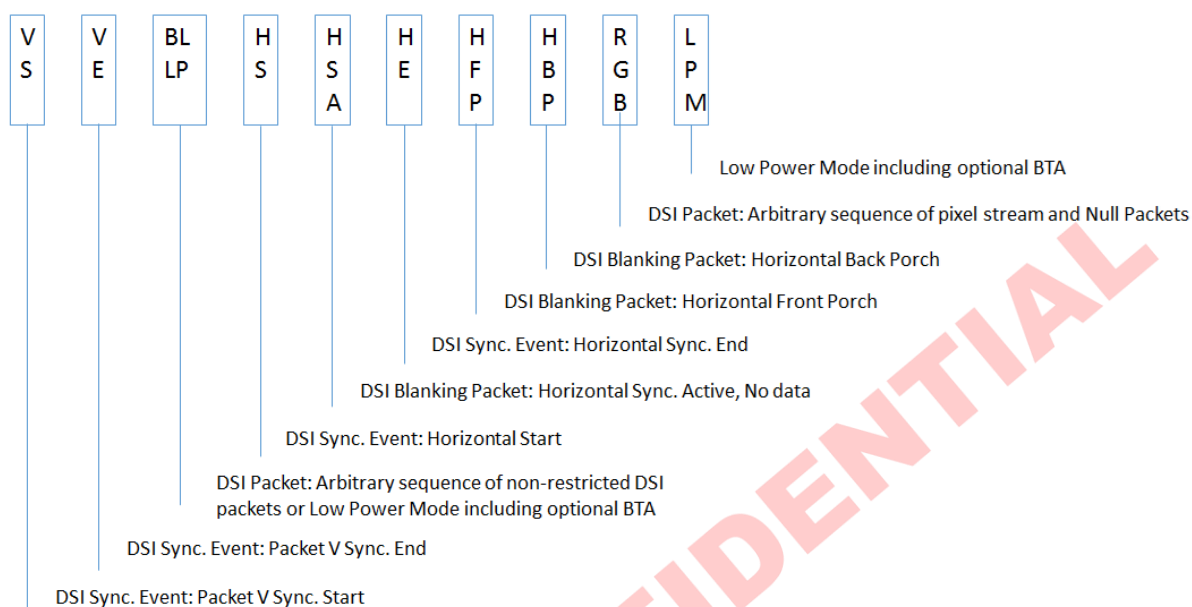 V VE BL H H H H H R L
S E LP S S E F B G P
A P P B M
Low Power Mode including optional BTA
DSI Packet: Arbitrary sequence of pixel stream and Null Packets
DSI Blanking Packet: Horizontal Back Porch
DSI Blanking Packet: Horizontal Front Porch
DSI Sync. Event: Horizontal Sync. End
DSI Blanking Packet: Horizontal Sync. Active, No data
DSI Sync. Event: Horizontal Start
DSI Packet: Arbitrary sequence of non-restricted DSI
packets or Low Power Mode including optional BTA
DSI Sync. Event: Packet V Sync. End
DSI Sync. Event: Packet V Sync. Start